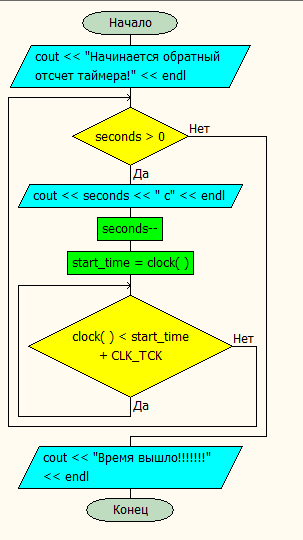 Начало
cout << "Начинается обратный
отсчет таймера!" << endl
seconds > 0
Нет
Да
cout << seconds << " с" << endl
seconds--
start_time = clock( )
clock( ) < start_time
+ CLK_TCK
Нет
Да
cout << "Время вышло!!!!!!!"
<< endl
Конец